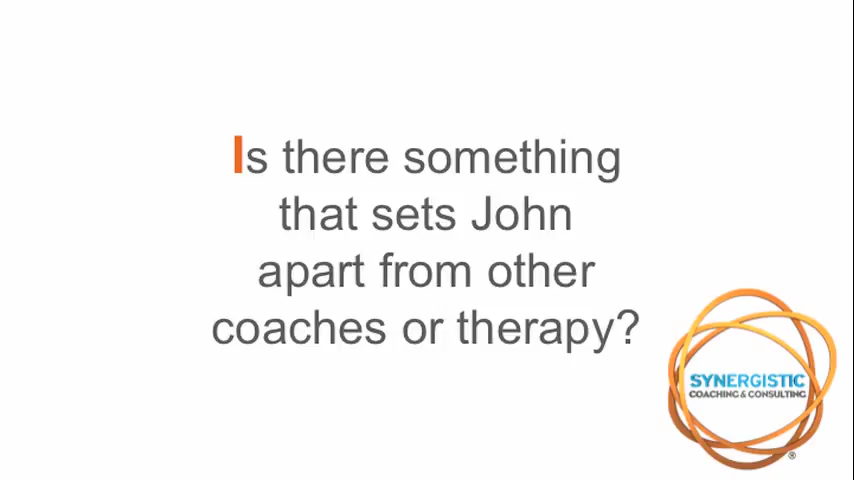 Is there something
that sets John
apart from other
coaches or therapy?
SYNERGISTIC
COACHING & CONSULTING
®